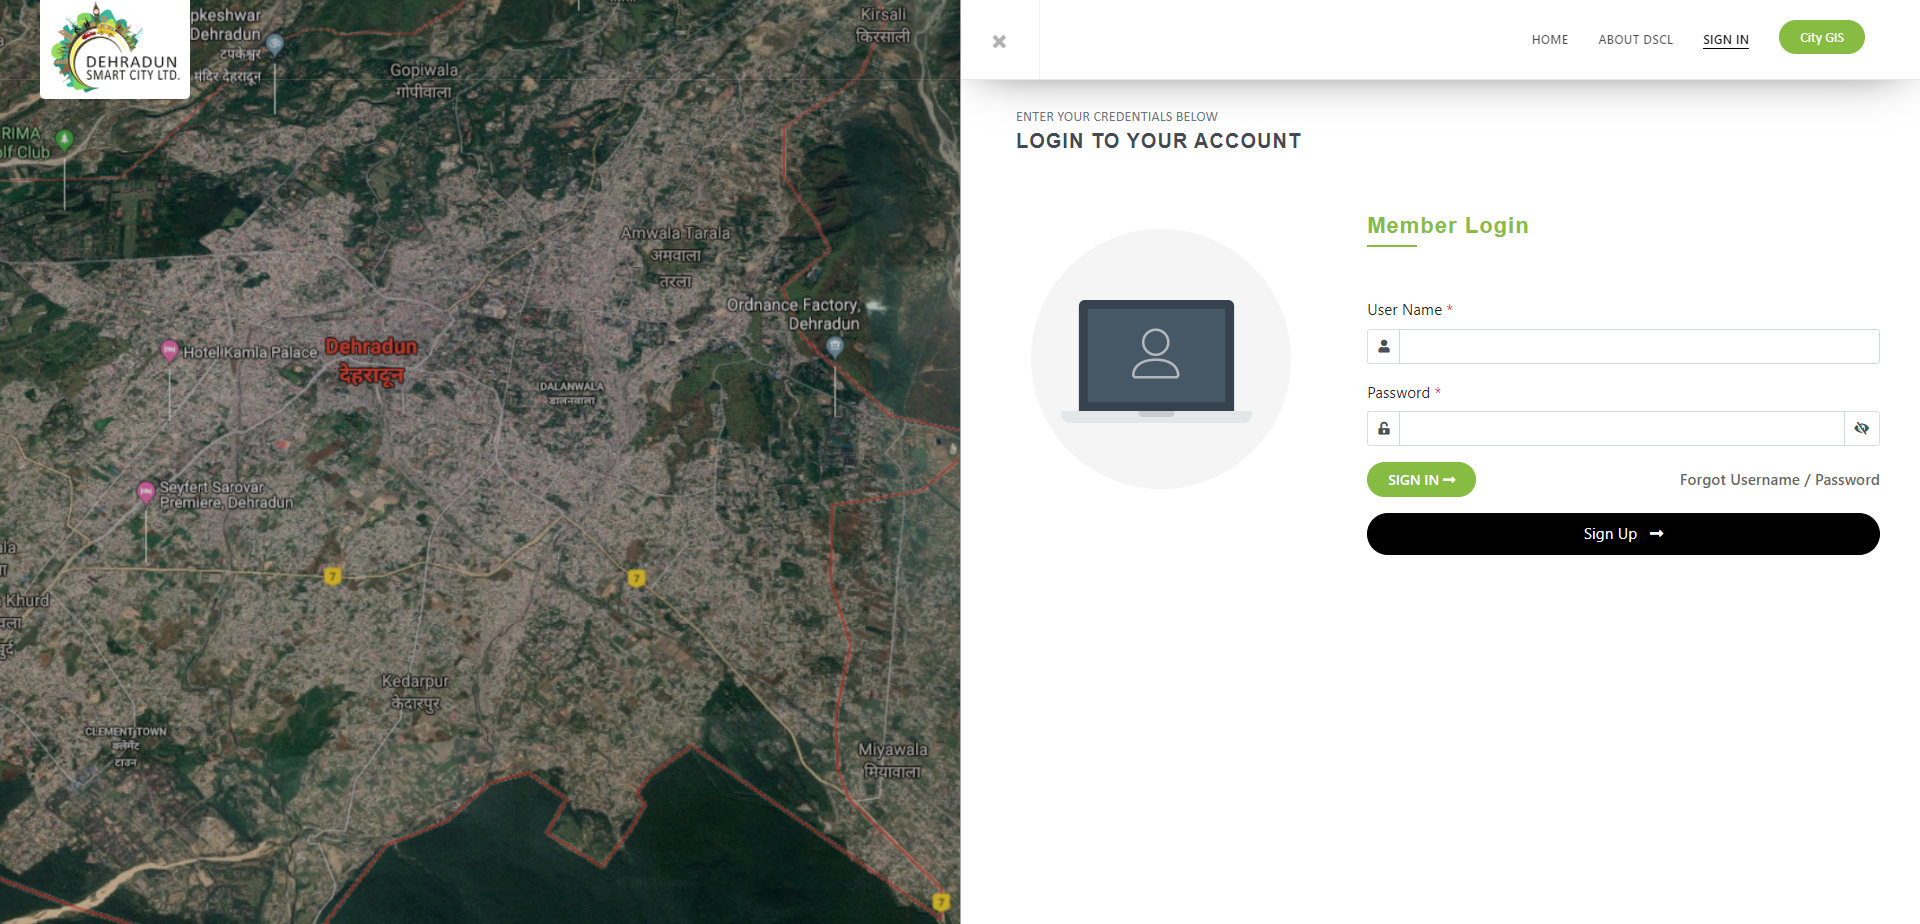 DEHRADUN
SMART CITY LTD.
pkeshwar
Dehradun
टपकेश्वर
मंदिर देहरादून
Kirsali
किरसाली
Gopiwala
गोपीवाला
RIMA
olf Club
Amwala Tarala
अमवाला
तरला
Ordnance Factory,
Dehradun
Hotel Kamla Palace
Dehradun
देहरादून
DALANWALA
डालनवाला
Seyfert Sarovar
Premiere, Dehradun
7
7
Khurd
Kedarpur
केदारपुर
CLEMENT TOWN
क्लेमेंट
टाउन
Miyawala
मियावाला
7
HOME
ABOUT DSCL
SIGN IN
City GIS
ENTER YOUR CREDENTIALS BELOW
LOGIN TO YOUR ACCOUNT
Member Login
User Name *
Password *
SIGN IN
Forgot Username / Password
Sign Up